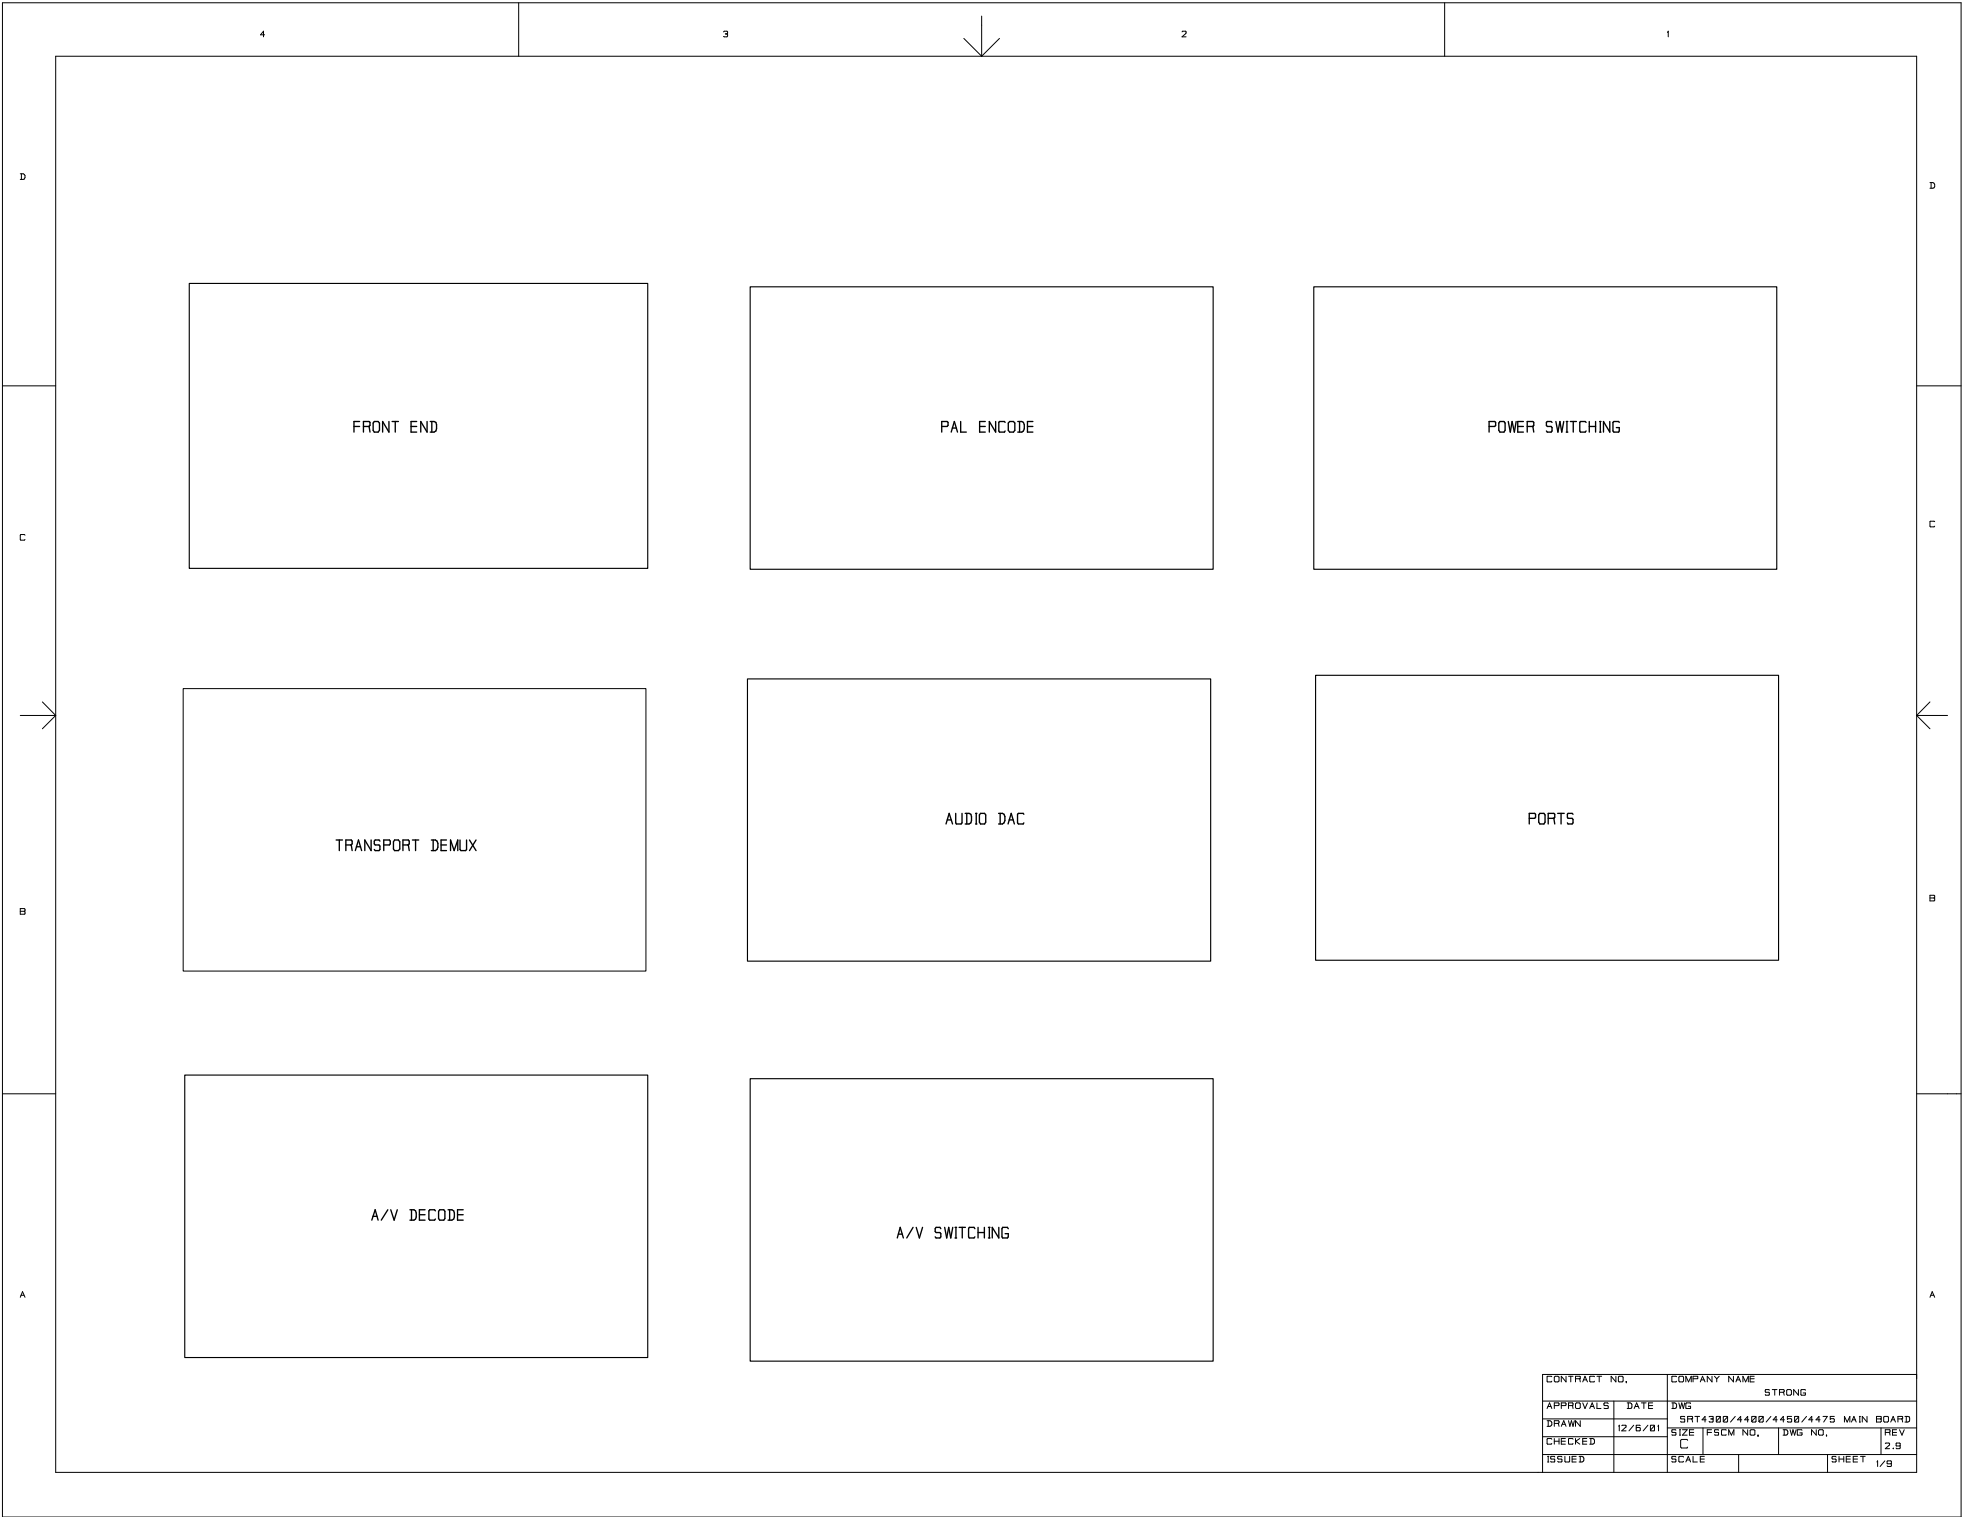 4 3 2 1
D D
FRONT END PAL ENCODE POWER SWITCHING
C C
TRANSPORT DEMUX AUDIO DAC PORTS
B B
A/V DECODE A/V SWITCHING
A A
CONTRACT NO. COMPANY NAME
STRONG
APPROVALS DATE DWG
SRT4300/4400/4450/4475 MAIN BOARD
DRAWN 12/6/01
SIZE FSCM NO. DWG NO. REV
CHECKED C 2.9
ISSUED SCALE SHEET 1/9